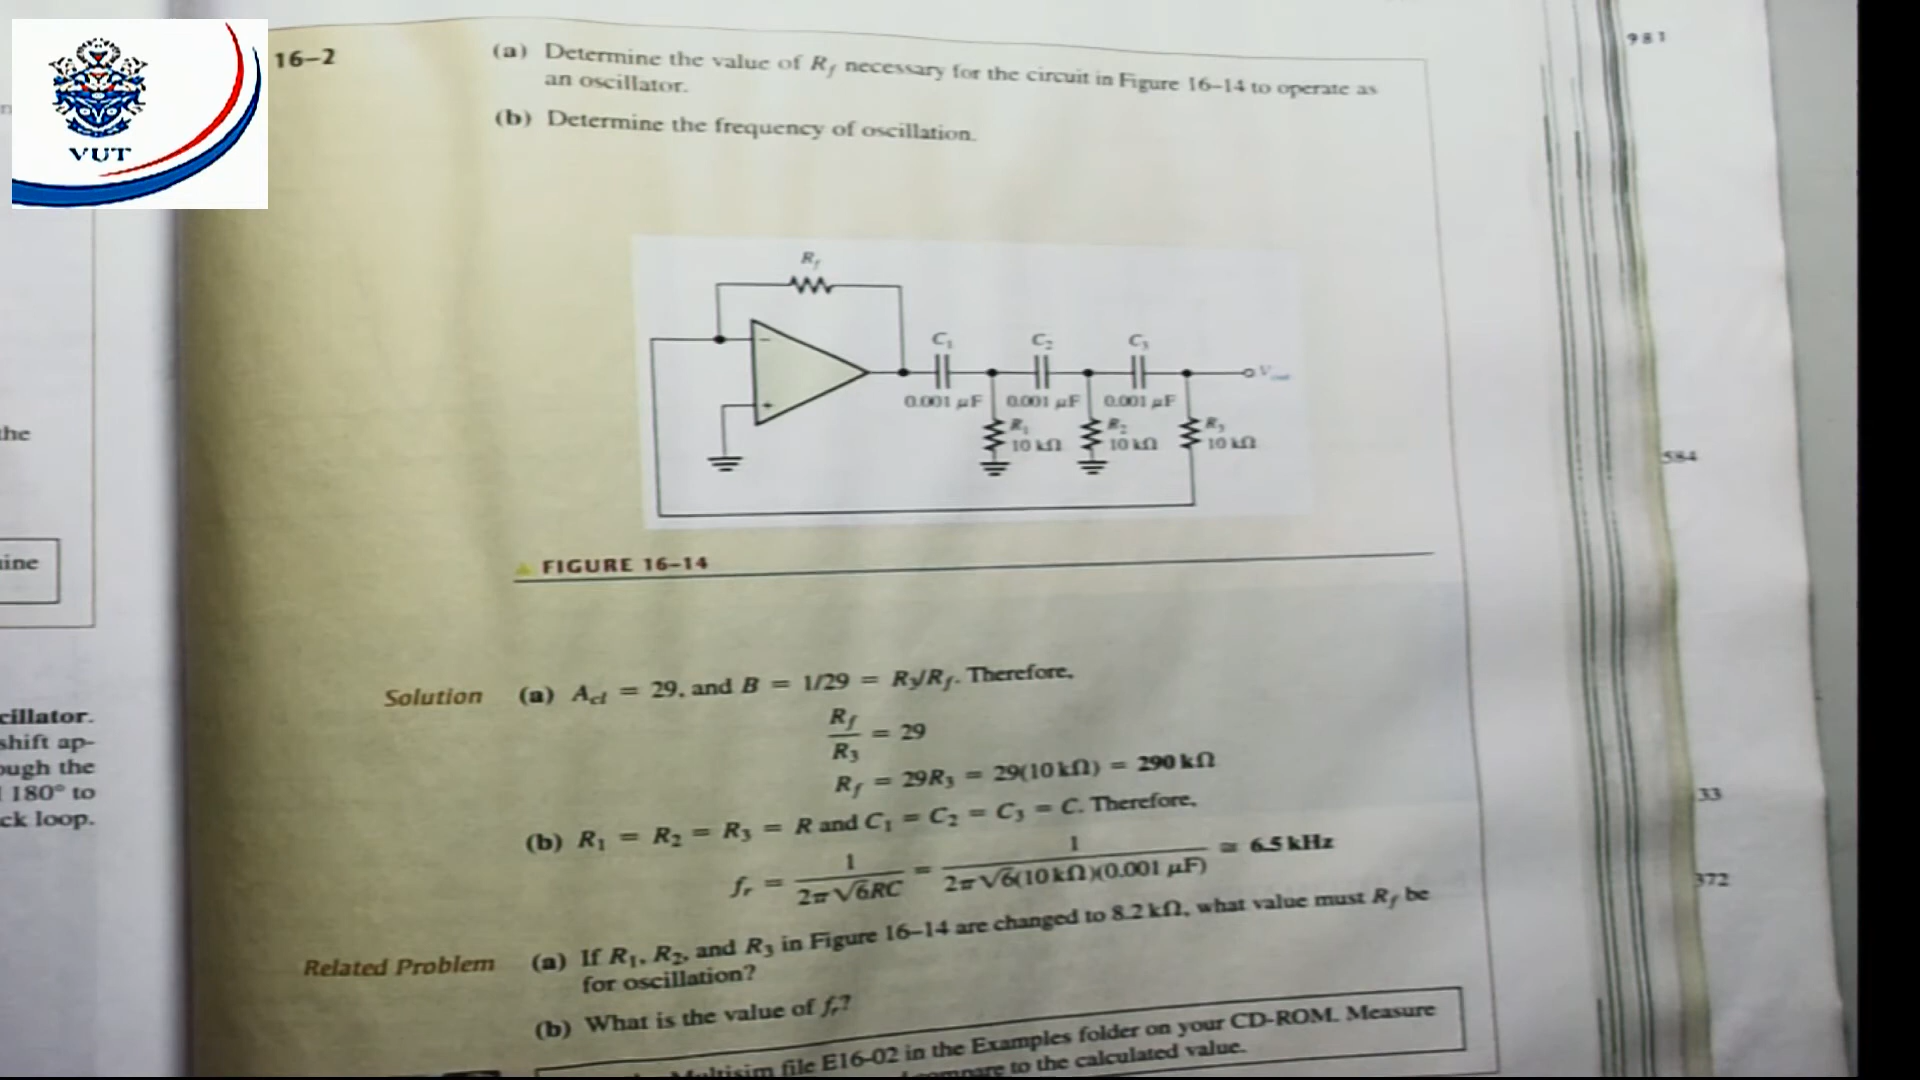 VUT
16–2
(a) Determine the value of Rf necessary for the circuit in Figure 16–14 to operate as
an oscillator.
(b) Determine the frequency of oscillation.
981
Rf
–
+
C1
C2
C3
0.001 µF
0.001 µF
0.001 µF
R1
10 kΩ
R2
10 kΩ
R3
10 kΩ
Vout
the
584
FIGURE 16–14
Solution
(a) Acl = 29, and B = 1/29 = R3/Rf. Therefore,
Rf/R3 = 29
Rf = 29R3 = 29(10 kΩ) = 290 kΩ
(b) R1 = R2 = R3 = R and C1 = C2 = C3 = C. Therefore,
fr = 1/2π√6RC = 1/2π√6(10 kΩ)(0.001 µF) ≅ 6.5 kHz
Related Problem
(a) If R1, R2, and R3 in Figure 16–14 are changed to 8.2 kΩ, what value must Rf be
for oscillation?
(b) What is the value of fr?
Multisim file E16-02 in the Examples folder on your CD-ROM. Measure
compare to the calculated value.
cillator.
shift ap-
ough the
180° to
ck loop.
33
372